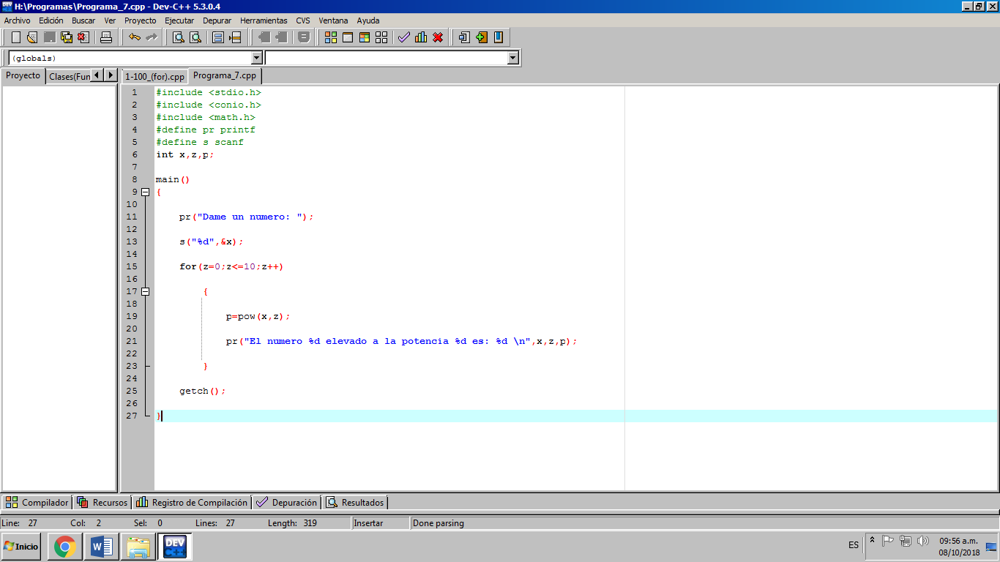 H:\Programas\Programa_7.cpp - Dev-C++ 5.3.0.4
Archivo Edición Buscar Ver Proyecto Ejecutar Depurar Herramientas CVS Ventana Ayuda
(globals)
Proyecto Clases(Fun 1-100_(for).cpp Programa_7.cpp
1 #include <stdio.h>
2 #include <conio.h>
3 #include <math.h>
4 #define pr printf
5 #define s scanf
6 int x,z,p;
7
8 main()
9 {
10
11 pr("Dame un numero: ");
12
13 s("%d",&x);
14
15 for(z=0;z<=10;z++)
16
17 {
18
19 p=pow(x,z);
20
21 pr("El numero %d elevado a la potencia %d es: %d \n",x,z,p);
22
23 }
24
25 getch();
26
27 }
Compilador Recursos Registro de Compilación Depuración Resultados
Line: 27 Col: 2 Sel: 0 Lines: 27 Length: 319 Insertar Done parsing
Inicio W DEV C++ ES 09:56 a.m.
08/10/2018